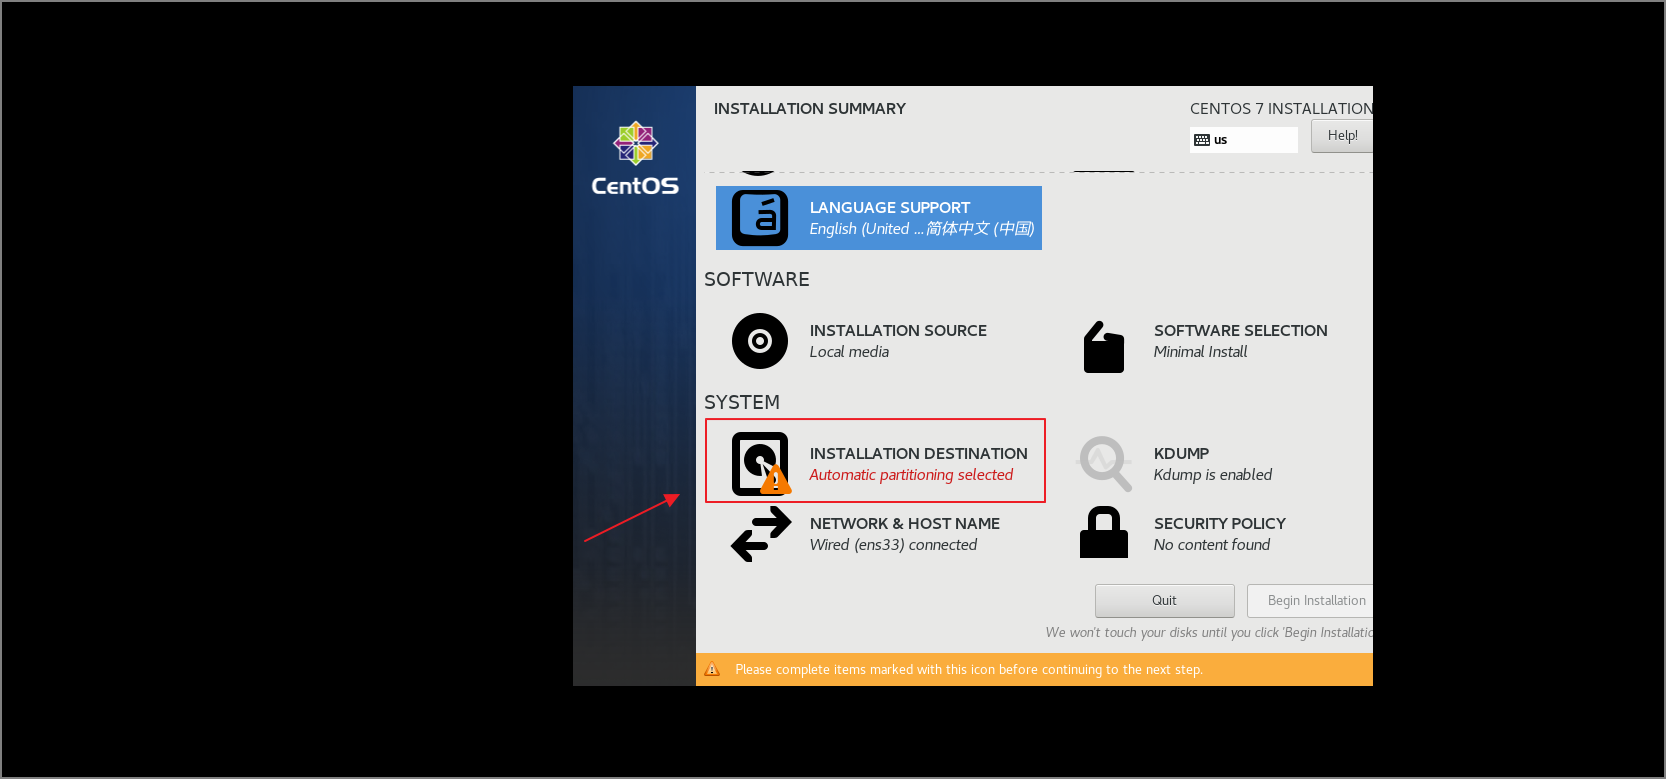 INSTALLATION SUMMARY
CENTOS 7 INSTALLATION
us
Help!
CentOS
LANGUAGE SUPPORT
English (United ...简体中文 (中国)
SOFTWARE
INSTALLATION SOURCE
Local media
SOFTWARE SELECTION
Minimal Install
SYSTEM
INSTALLATION DESTINATION
Automatic partitioning selected
KDUMP
Kdump is enabled
NETWORK & HOST NAME
Wired (ens33) connected
SECURITY POLICY
No content found
Quit
Begin Installation
We won't touch your disks until you click 'Begin Installatio
Please complete items marked with this icon before continuing to the next step.